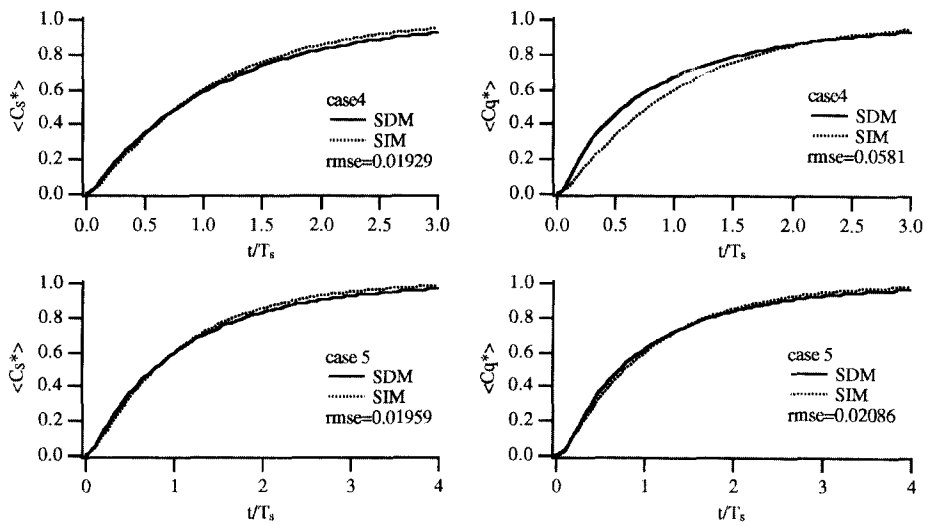 <Cs*>
1.0
0.8
0.6
0.4
0.2
0.0
case4
SDM
SIM
rmse=0.01929
0.0 0.5 1.0 1.5 2.0 2.5 3.0
t/Ts
<Cq*>
1.0
0.8
0.6
0.4
0.2
0.0
case4
SDM
SIM
rmse=0.0581
0.0 0.5 1.0 1.5 2.0 2.5 3.0
t/Ts
<Cs*>
1.0
0.8
0.6
0.4
0.2
0.0
case 5
SDM
SIM
rmse=0.01959
0 1 2 3 4
t/Ts
<Cq*>
1.0
0.8
0.6
0.4
0.2
0.0
case 5
SDM
SIM
rmse=0.02086
0 1 2 3 4
t/Ts